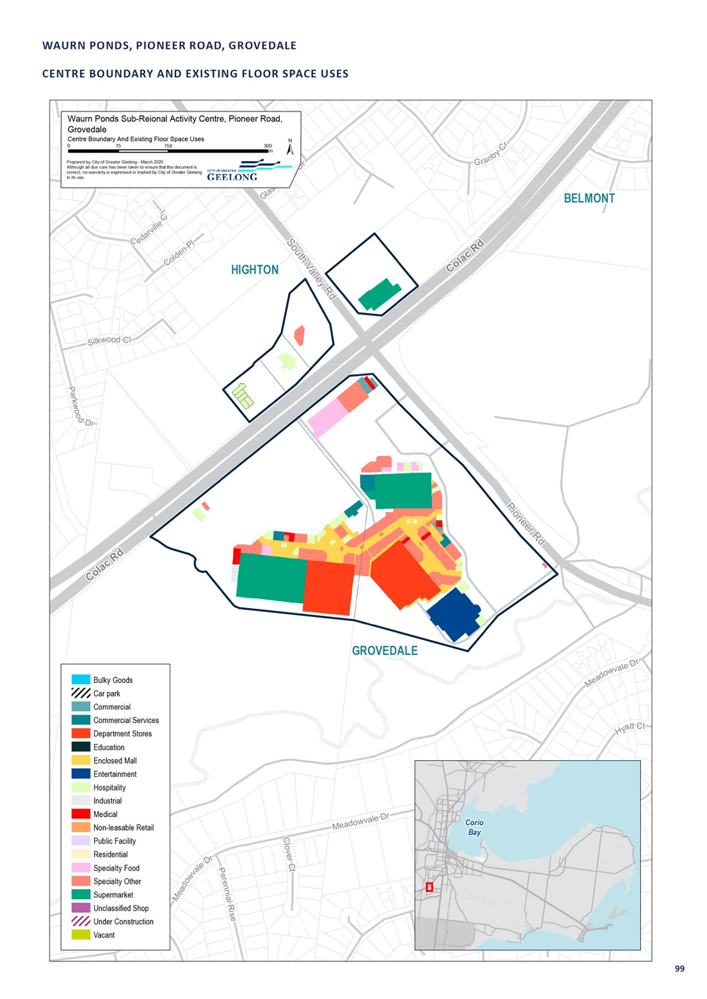 WAURN PONDS, PIONEER ROAD, GROVEDALE
CENTRE BOUNDARY AND EXISTING FLOOR SPACE USES
Waurn Ponds Sub-Reional Activity Centre, Pioneer Road,
Grovedale
Centre Boundary And Existing Floor Space Uses
0 75 150 300
m
N
Prepared by City of Greater Geelong - March 2020
Although all due care has been taken to ensure that this document is
correct, no warranty is expressed or implied by City of Greater Geelong
in its use.
CITY OF GREATER
GEELONG
Dr
Granby Cr
BELMONT
Cedarville Cl
Colden Pl
South Valley Rd
Colac Rd
HIGHTON
Silkwood Cl
Parkwood Dr
Pioneer Rd
Colac Rd
GROVEDALE
Meadowvale Dr
Hyatt Ct
Bulky Goods
Car park
Commercial
Commercial Services
Department Stores
Education
Enclosed Mall
Entertainment
Hospitality
Industrial
Medical
Non-leasable Retail
Public Facility
Residential
Specialty Food
Specialty Other
Supermarket
Unclassified Shop
Under Construction
Vacant
Meadowvale Dr
Clover Ct
Meadowvale Dr
Perennial Rise
Corio
Bay
99